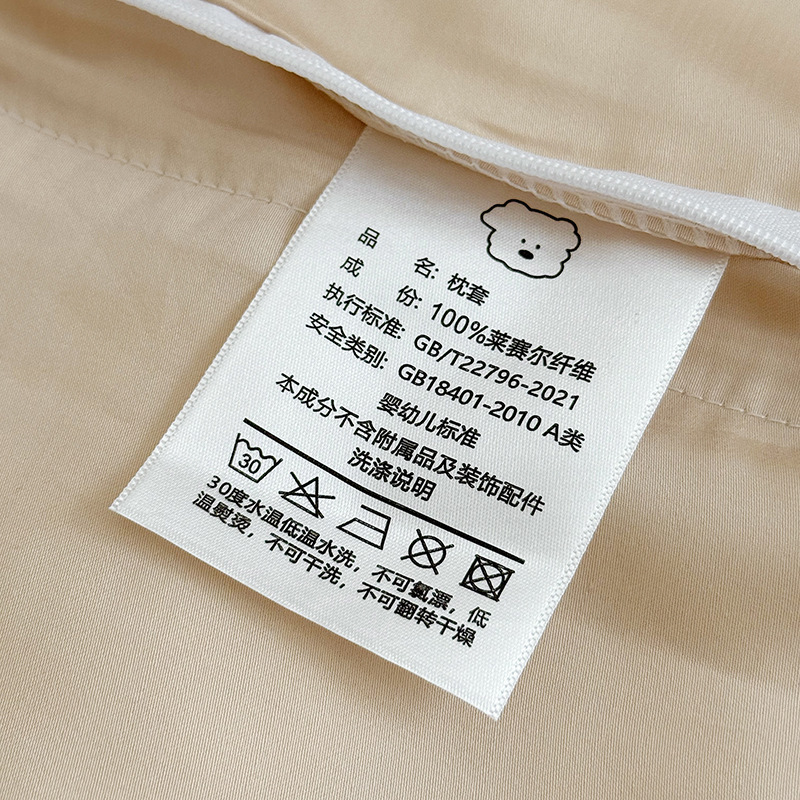 品 名: 枕套
成 份: 100%莱赛尔纤维
执行标准: GB/T22796-2021
安全类别: GB18401-2010 A类
婴幼儿标准
本成分不含附属品及装饰配件
洗涤说明
30
30度水温低温水洗，不可氯漂，低
温熨烫，不可干洗，不可翻转干燥